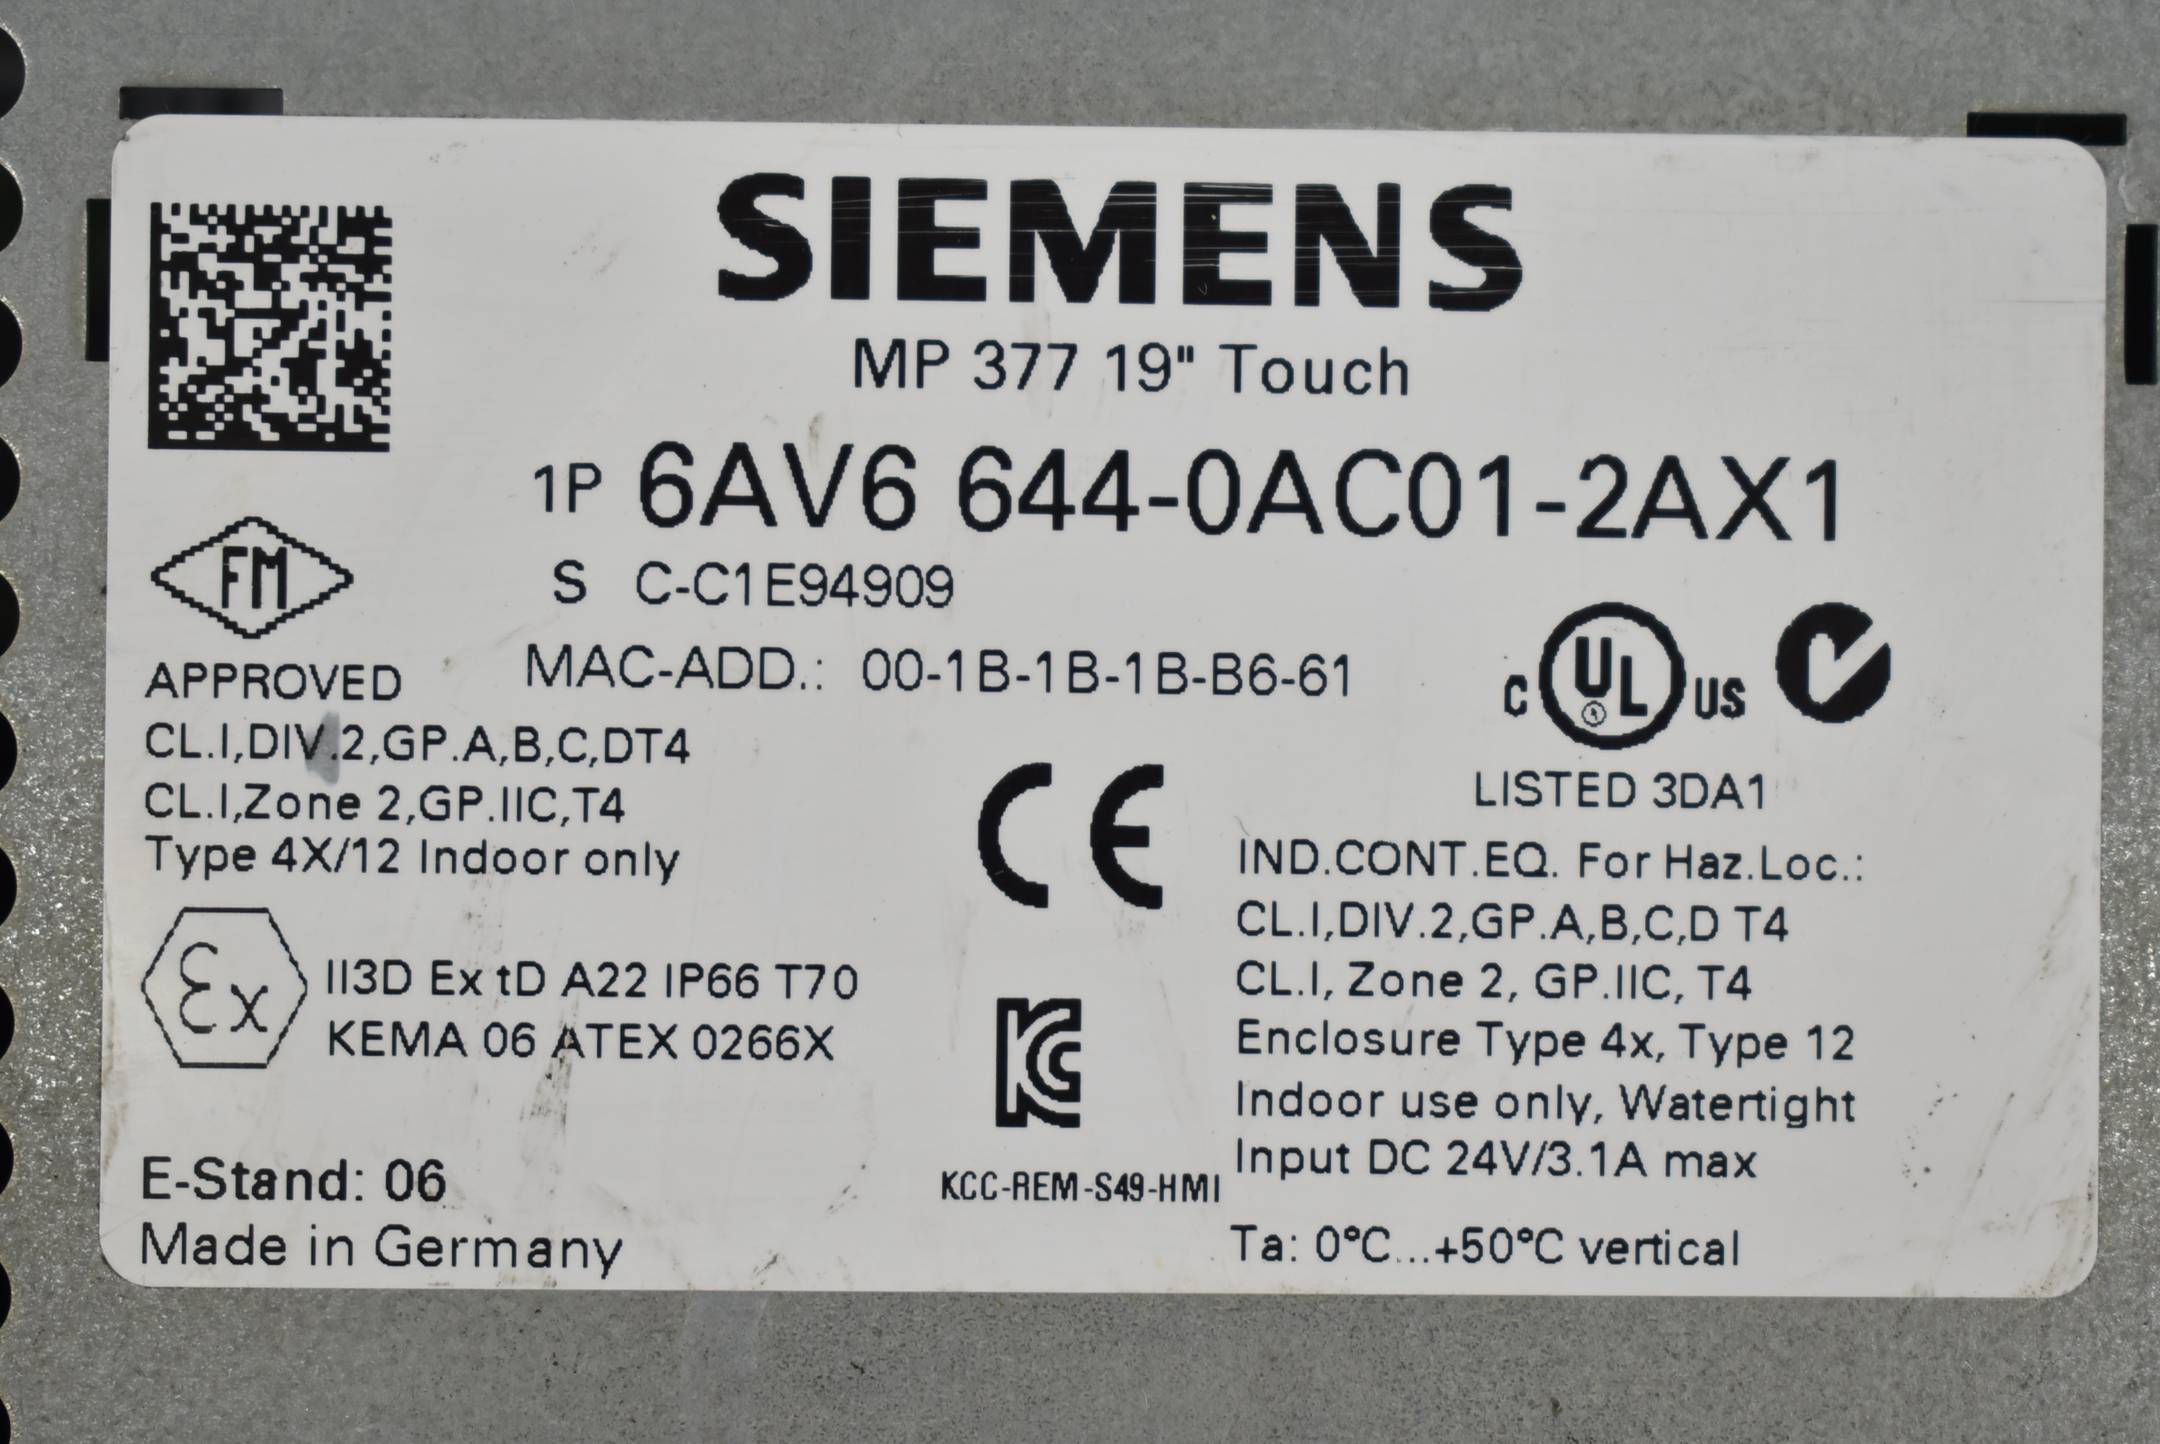 SIEMENS
MP 377 19" Touch
1P 6AV6 644-0AC01-2AX1
S C-C1E94909
MAC-ADD.: 00-1B-1B-1B-B6-61
FM
APPROVED
CL.I,DIV.2,GP.A,B,C,DT4
CL.I,Zone 2,GP.IIC,T4
Type 4X/12 Indoor only
Ex II3D Ex tD A22 IP66 T70
KEMA 06 ATEX 0266X
E-Stand: 06
Made in Germany
CE
KC
KCC-REM-S49-HMI
C UL US
LISTED 3DA1
IND.CONT.EQ. For Haz.Loc.:
CL.I,DIV.2,GP.A,B,C,D T4
CL.I, Zone 2, GP.IIC, T4
Enclosure Type 4x, Type 12
Indoor use only, Watertight
Input DC 24V/3.1A max
Ta: 0°C...+50°C vertical